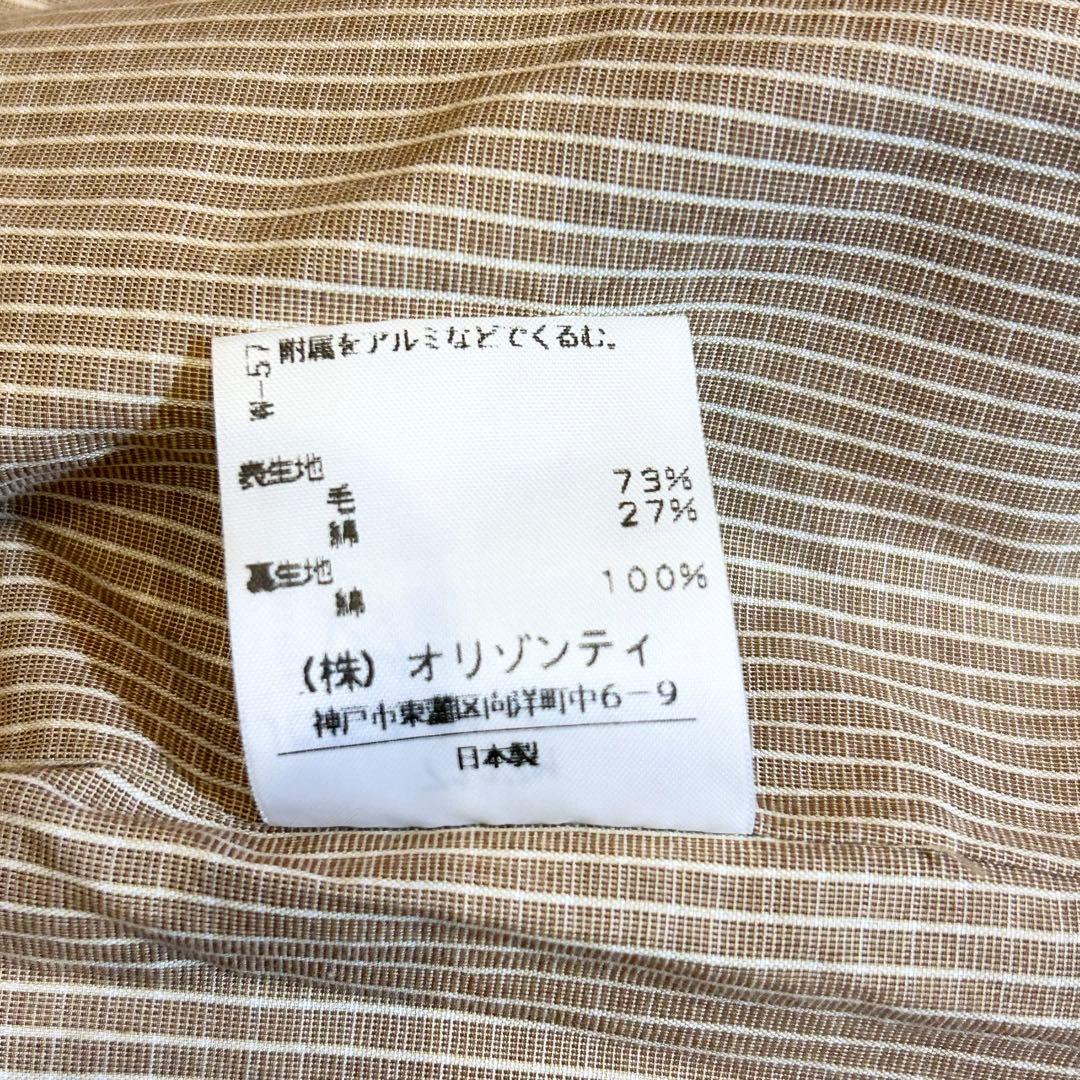 附属をアルミなどでくるむ。
W-57
表生地
毛 73%
綿 27%
裏生地
綿 100%
(株) オリゾンティ
神戸市東灘区向洋町中6-9
日本製